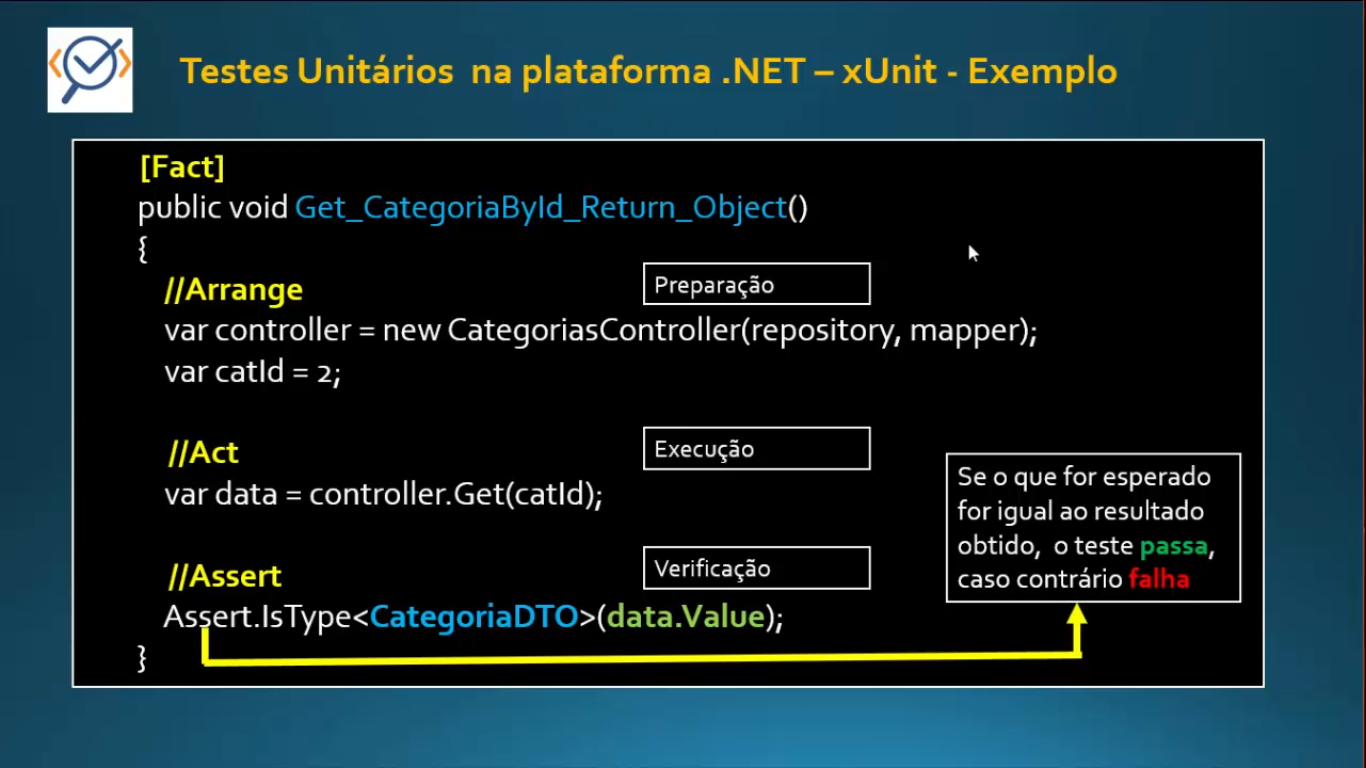 Testes Unitários na plataforma .NET – xUnit - Exemplo
[Fact]
public void Get_CategoriaById_Return_Object()
{
//Arrange
Preparação
var controller = new CategoriasController(repository, mapper);
var catId = 2;
//Act
Execução
var data = controller.Get(catId);
//Assert
Verificação
Assert.IsType<CategoriaDTO>(data.Value);
}
Se o que for esperado
for igual ao resultado
obtido, o teste passa,
caso contrário falha